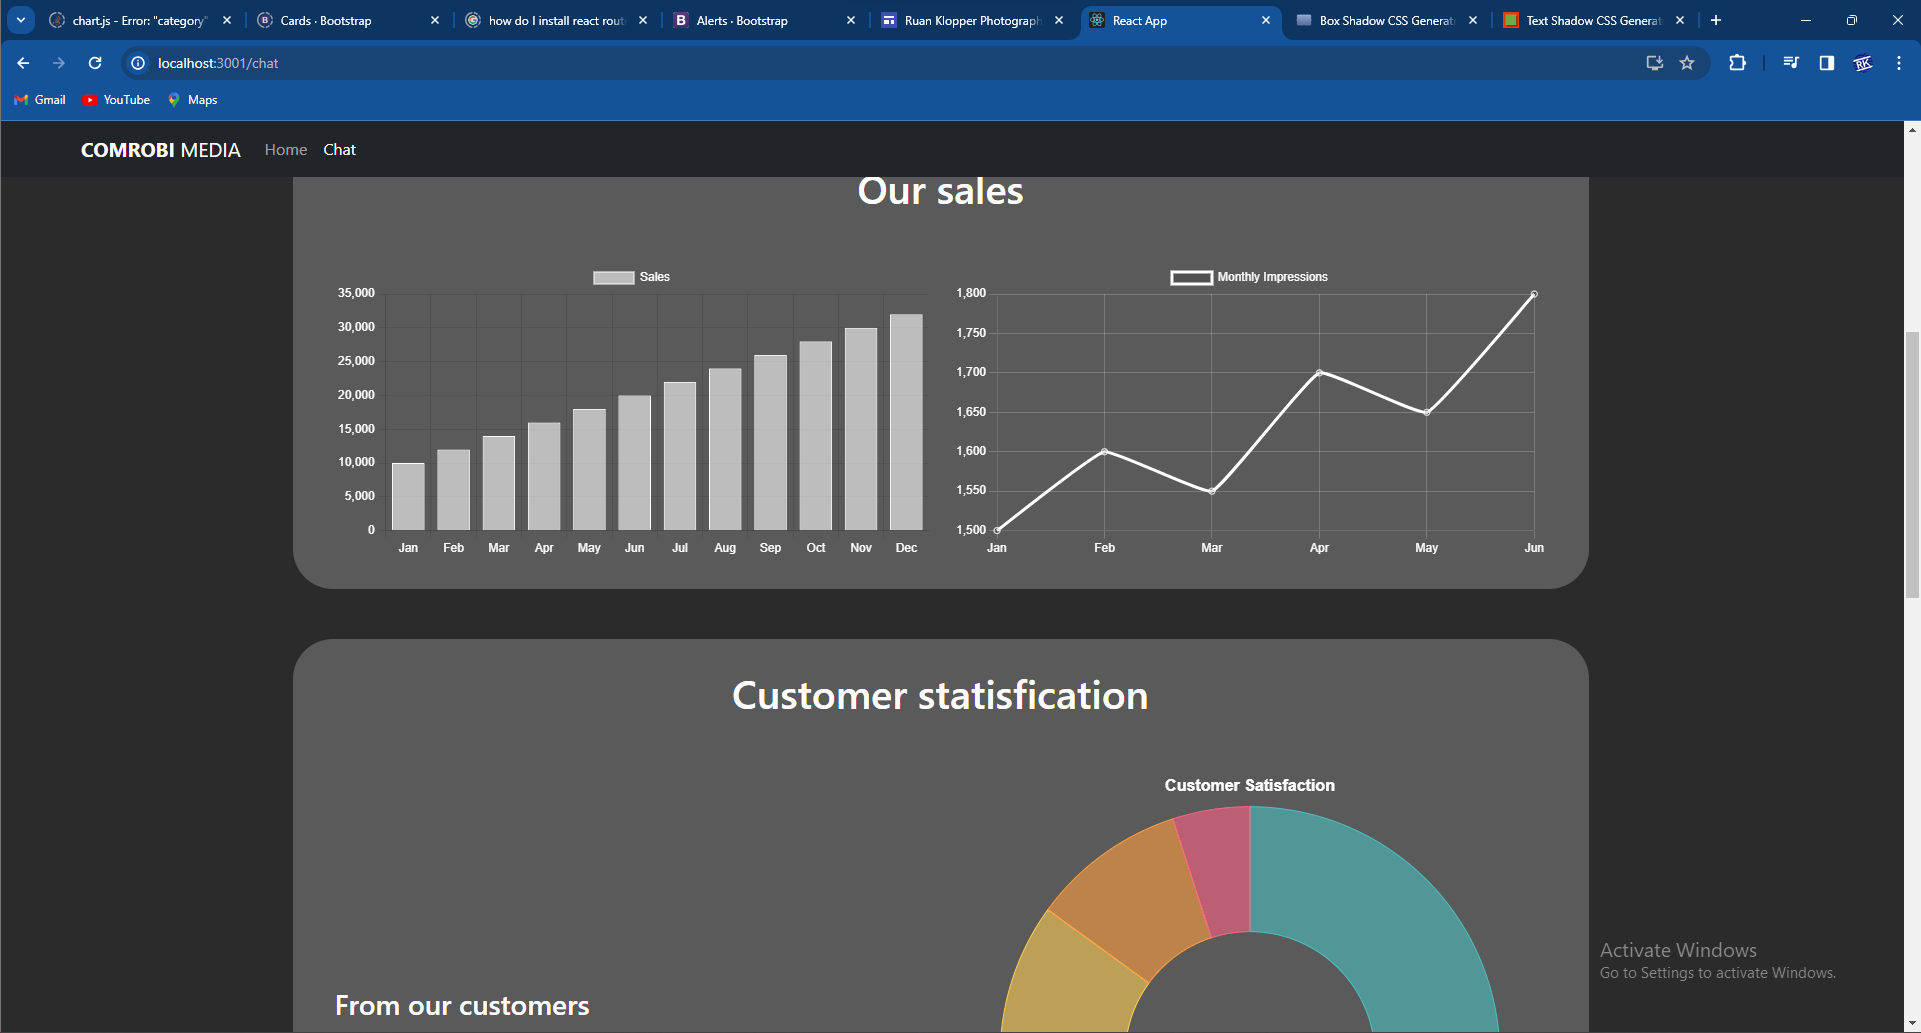 chart.js - Error: "category"
Cards · Bootstrap
how do I install react rout
Alerts · Bootstrap
Ruan Klopper Photograph
React App
Box Shadow CSS Generat
Text Shadow CSS Generat
localhost:3001/chat
RK
Gmail
YouTube
Maps
COMROBI MEDIA
Home
Chat
Our sales
Sales
35,000
30,000
25,000
20,000
15,000
10,000
5,000
0
Jan Feb Mar Apr May Jun Jul Aug Sep Oct Nov Dec
Monthly Impressions
1,800
1,750
1,700
1,650
1,600
1,550
1,500
Jan Feb Mar Apr May Jun
Customer statisfication
Customer Satisfaction
From our customers
Activate Windows
Go to Settings to activate Windows.